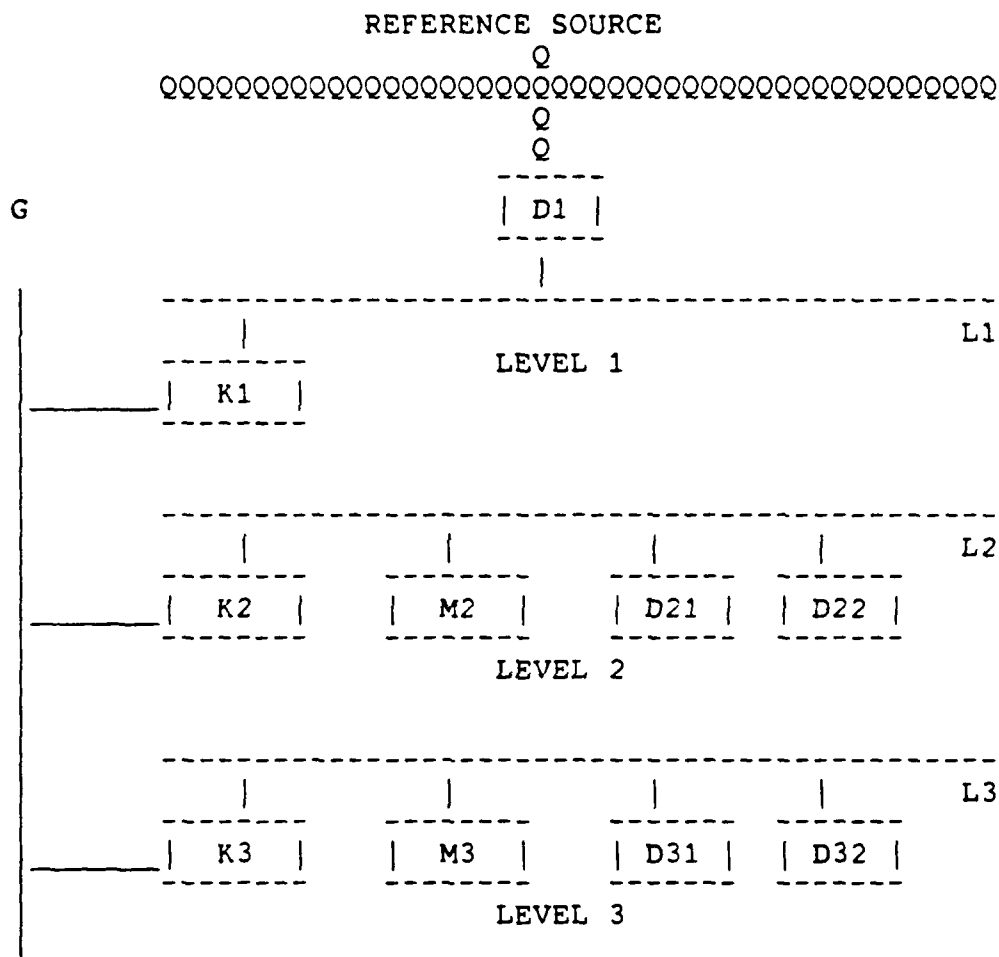 REFERENCE SOURCE
Q
QQQQQQQQQQQQQQQQQQQQQQQQQQQQQQQQQQQQQQQQQQQQQ
Q
Q
G | D1 |
L1
LEVEL 1
| K1 |
L2
| K2 | | M2 | | D21 | | D22 |
LEVEL 2
L3
| K3 | | M3 | | D31 | | D32 |
LEVEL 3